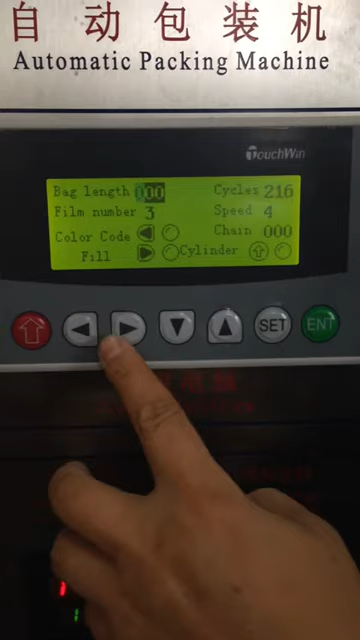 自动包装机
Automatic Packing Machine
TouchWin
Bag length 000 Cycles 216
Film number 3 Speed 4
Color Code Chain 000
Fill Cylinder
SET ENT